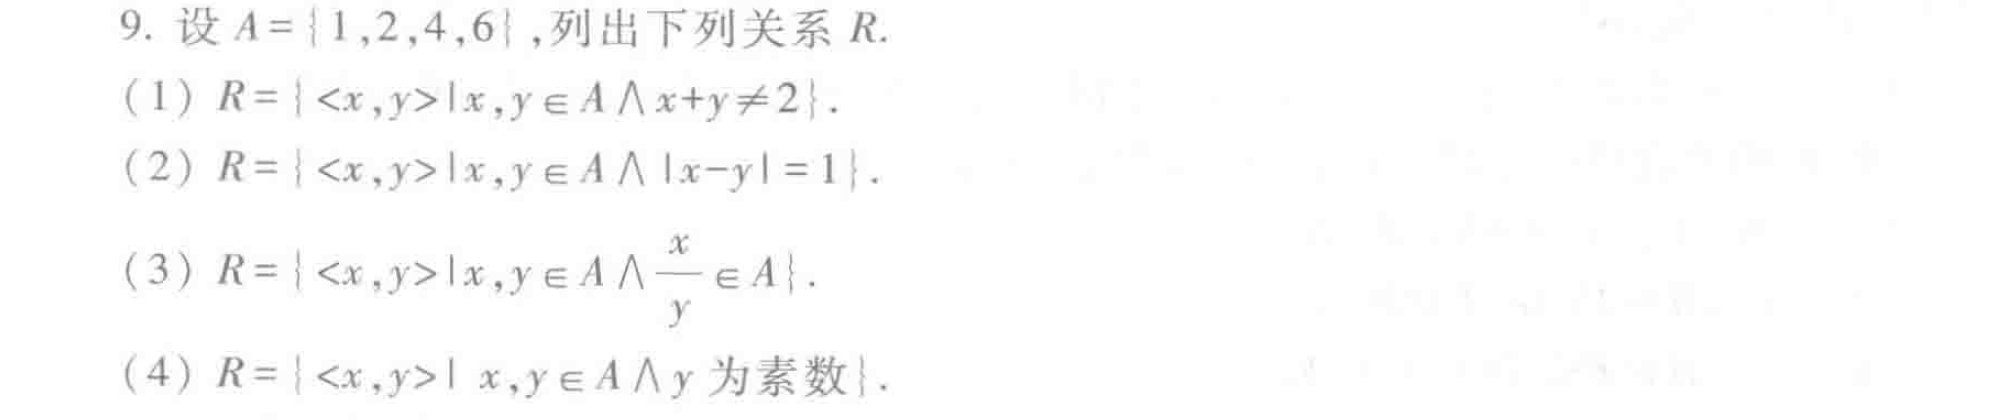 9. 设 A={1,2,4,6},列出下列关系 R.
(1) R={<x,y>|x,y∈A∧x+y≠2}.
(2) R={<x,y>|x,y∈A∧|x-y|=1}.
(3) R={<x,y>|x,y∈A∧x/y∈A}.
(4) R={<x,y>| x,y∈A∧y 为素数}.